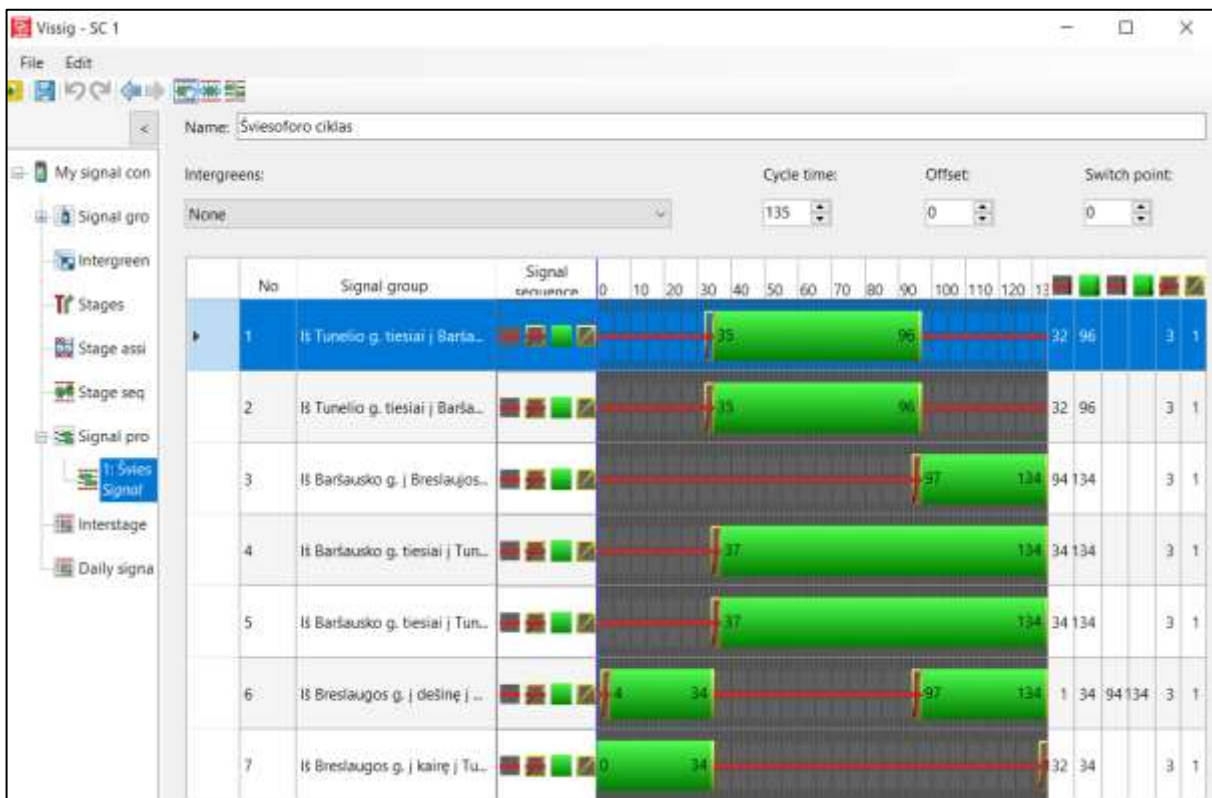 Vissig - SC 1
File Edit
< Name: Šviesoforo ciklas
My signal con
Signal gro
Intergreen
Stages
Stage assi
Stage seq
Signal pro
1: Švies
Signal
Interstage
Daily signa
Intergreens: Cycle time: Offset: Switch point:
None 135 0 0
No Signal group Signal sequence 0 10 20 30 40 50 60 70 80 90 100 110 120 13
1 Iš Tunelio g. tiesiai į Barša... 35 96 32 96 3 1
2 Iš Tunelio g. tiesiai į Barša... 35 96 32 96 3 1
3 Iš Baršausko g. į Breslaujos... 97 134 94 134 3 1
4 Iš Baršausko g. tiesiai į Tun... 37 134 34 134 3 1
5 Iš Baršausko g. tiesiai į Tun... 37 134 34 134 3 1
6 Iš Breslaugos g. į dešinę į ... 4 34 97 134 1 34 94 134 3 1
7 Iš Breslaugos g. į kairę į Tu... 0 34 132 34 3 1